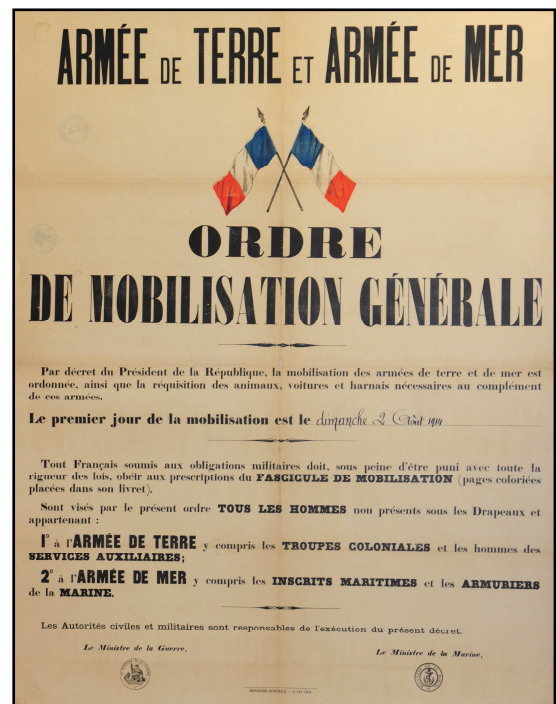 ARMÉE DE TERRE ET ARMÉE DE MER
ORDRE
DE MOBILISATION GÉNÉRALE
Par décret du Président de la République, la mobilisation des armées de terre et de mer est
ordonnée, ainsi que la réquisition des animaux, voitures et harnais nécessaires au complément
de ces armées.
Le premier jour de la mobilisation est le dimanche 2 Août 1914
Tout Français soumis aux obligations militaires doit, sous peine d'être puni avec toute la
rigueur des lois, obéir aux prescriptions du FASCICULE DE MOBILISATION (pages coloriées
placées dans son livret).
Sont visés par le présent ordre TOUS LES HOMMES non présents sous les Drapeaux et
appartenant :
1° à l'ARMÉE DE TERRE y compris les TROUPES COLONIALES et les hommes des
SERVICES AUXILIAIRES;
2° à l'ARMÉE DE MER y compris les INSCRITS MARITIMES et les ARMURIERS
de la MARINE.
Les Autorités civiles et militaires sont responsables de l'exécution du présent décret.
Le Ministre de la Guerre,
Le Ministre de la Marine,